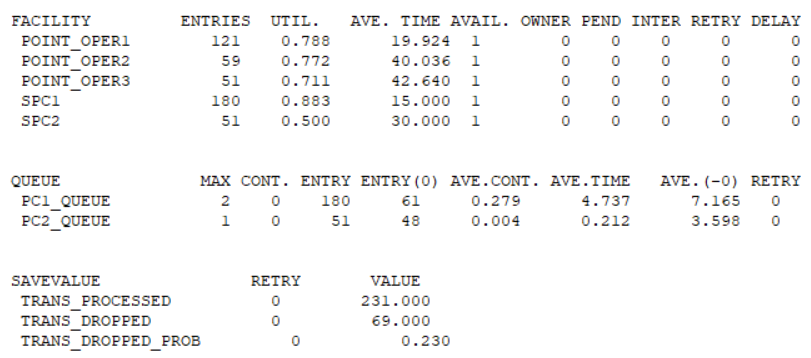 FACILITY ENTRIES UTIL. AVE. TIME AVAIL. OWNER PEND INTER RETRY DELAY
POINT_OPER1 121 0.788 19.924 1 0 0 0 0 0
POINT_OPER2 59 0.772 40.036 1 0 0 0 0 0
POINT_OPER3 51 0.711 42.640 1 0 0 0 0 0
SPC1 180 0.883 15.000 1 0 0 0 0 0
SPC2 51 0.500 30.000 1 0 0 0 0 0
QUEUE MAX CONT. ENTRY ENTRY(0) AVE.CONT. AVE.TIME AVE.(-0) RETRY
PC1_QUEUE 2 0 180 61 0.279 4.737 7.165 0
PC2_QUEUE 1 0 51 48 0.004 0.212 3.598 0
SAVEVALUE RETRY VALUE
TRANS_PROCESSED 0 231.000
TRANS_DROPPED 0 69.000
TRANS_DROPPED_PROB 0 0.230